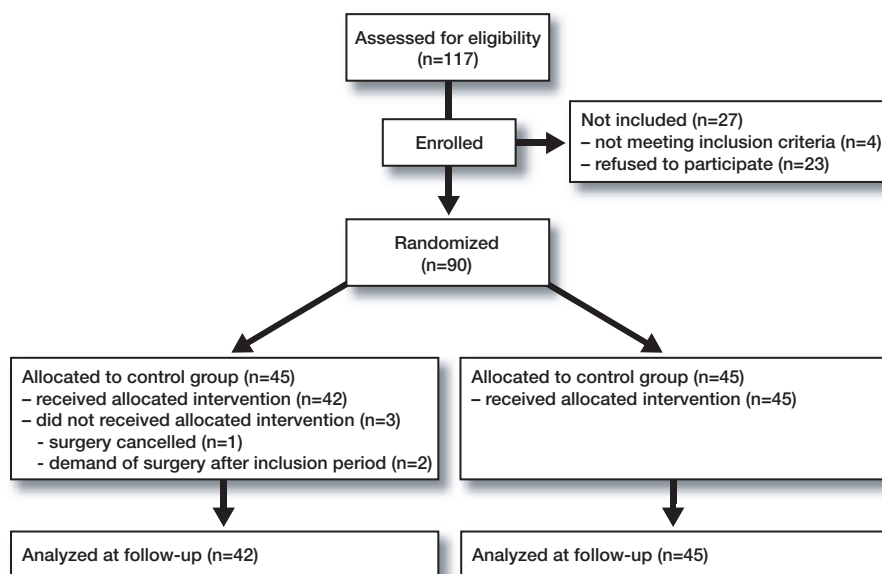 Assessed for eligibility
(n=117)
Enrolled
Not included (n=27)
– not meeting inclusion criteria (n=4)
– refused to participate (n=23)
Randomized
(n=90)
Allocated to control group (n=45)
– received allocated intervention (n=42)
– did not received allocated intervention (n=3)
- surgery cancelled (n=1)
- demand of surgery after inclusion period (n=2)
Allocated to control group (n=45)
– received allocated intervention (n=45)
Analyzed at follow-up (n=42)
Analyzed at follow-up (n=45)